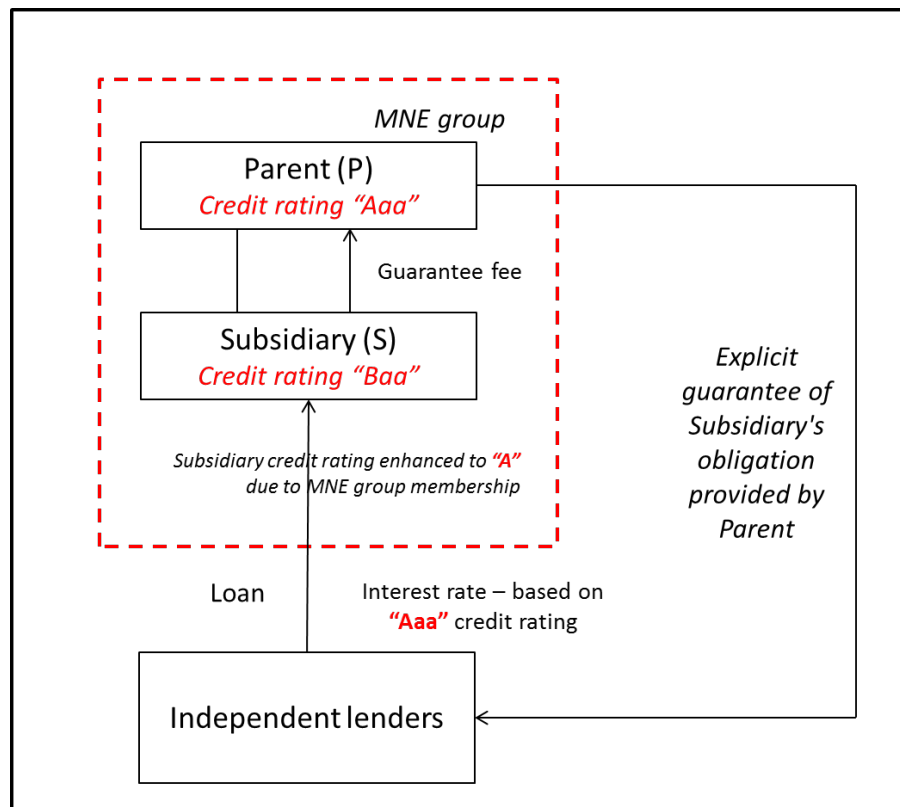 MNE group
Parent (P)
Credit rating “Aaa”
Guarantee fee
Subsidiary (S)
Credit rating “Baa”
Subsidiary credit rating enhanced to “A”
due to MNE group membership
Explicit
guarantee of
Subsidiary's
obligation
provided by
Parent
Loan
Interest rate – based on
“Aaa” credit rating
Independent lenders